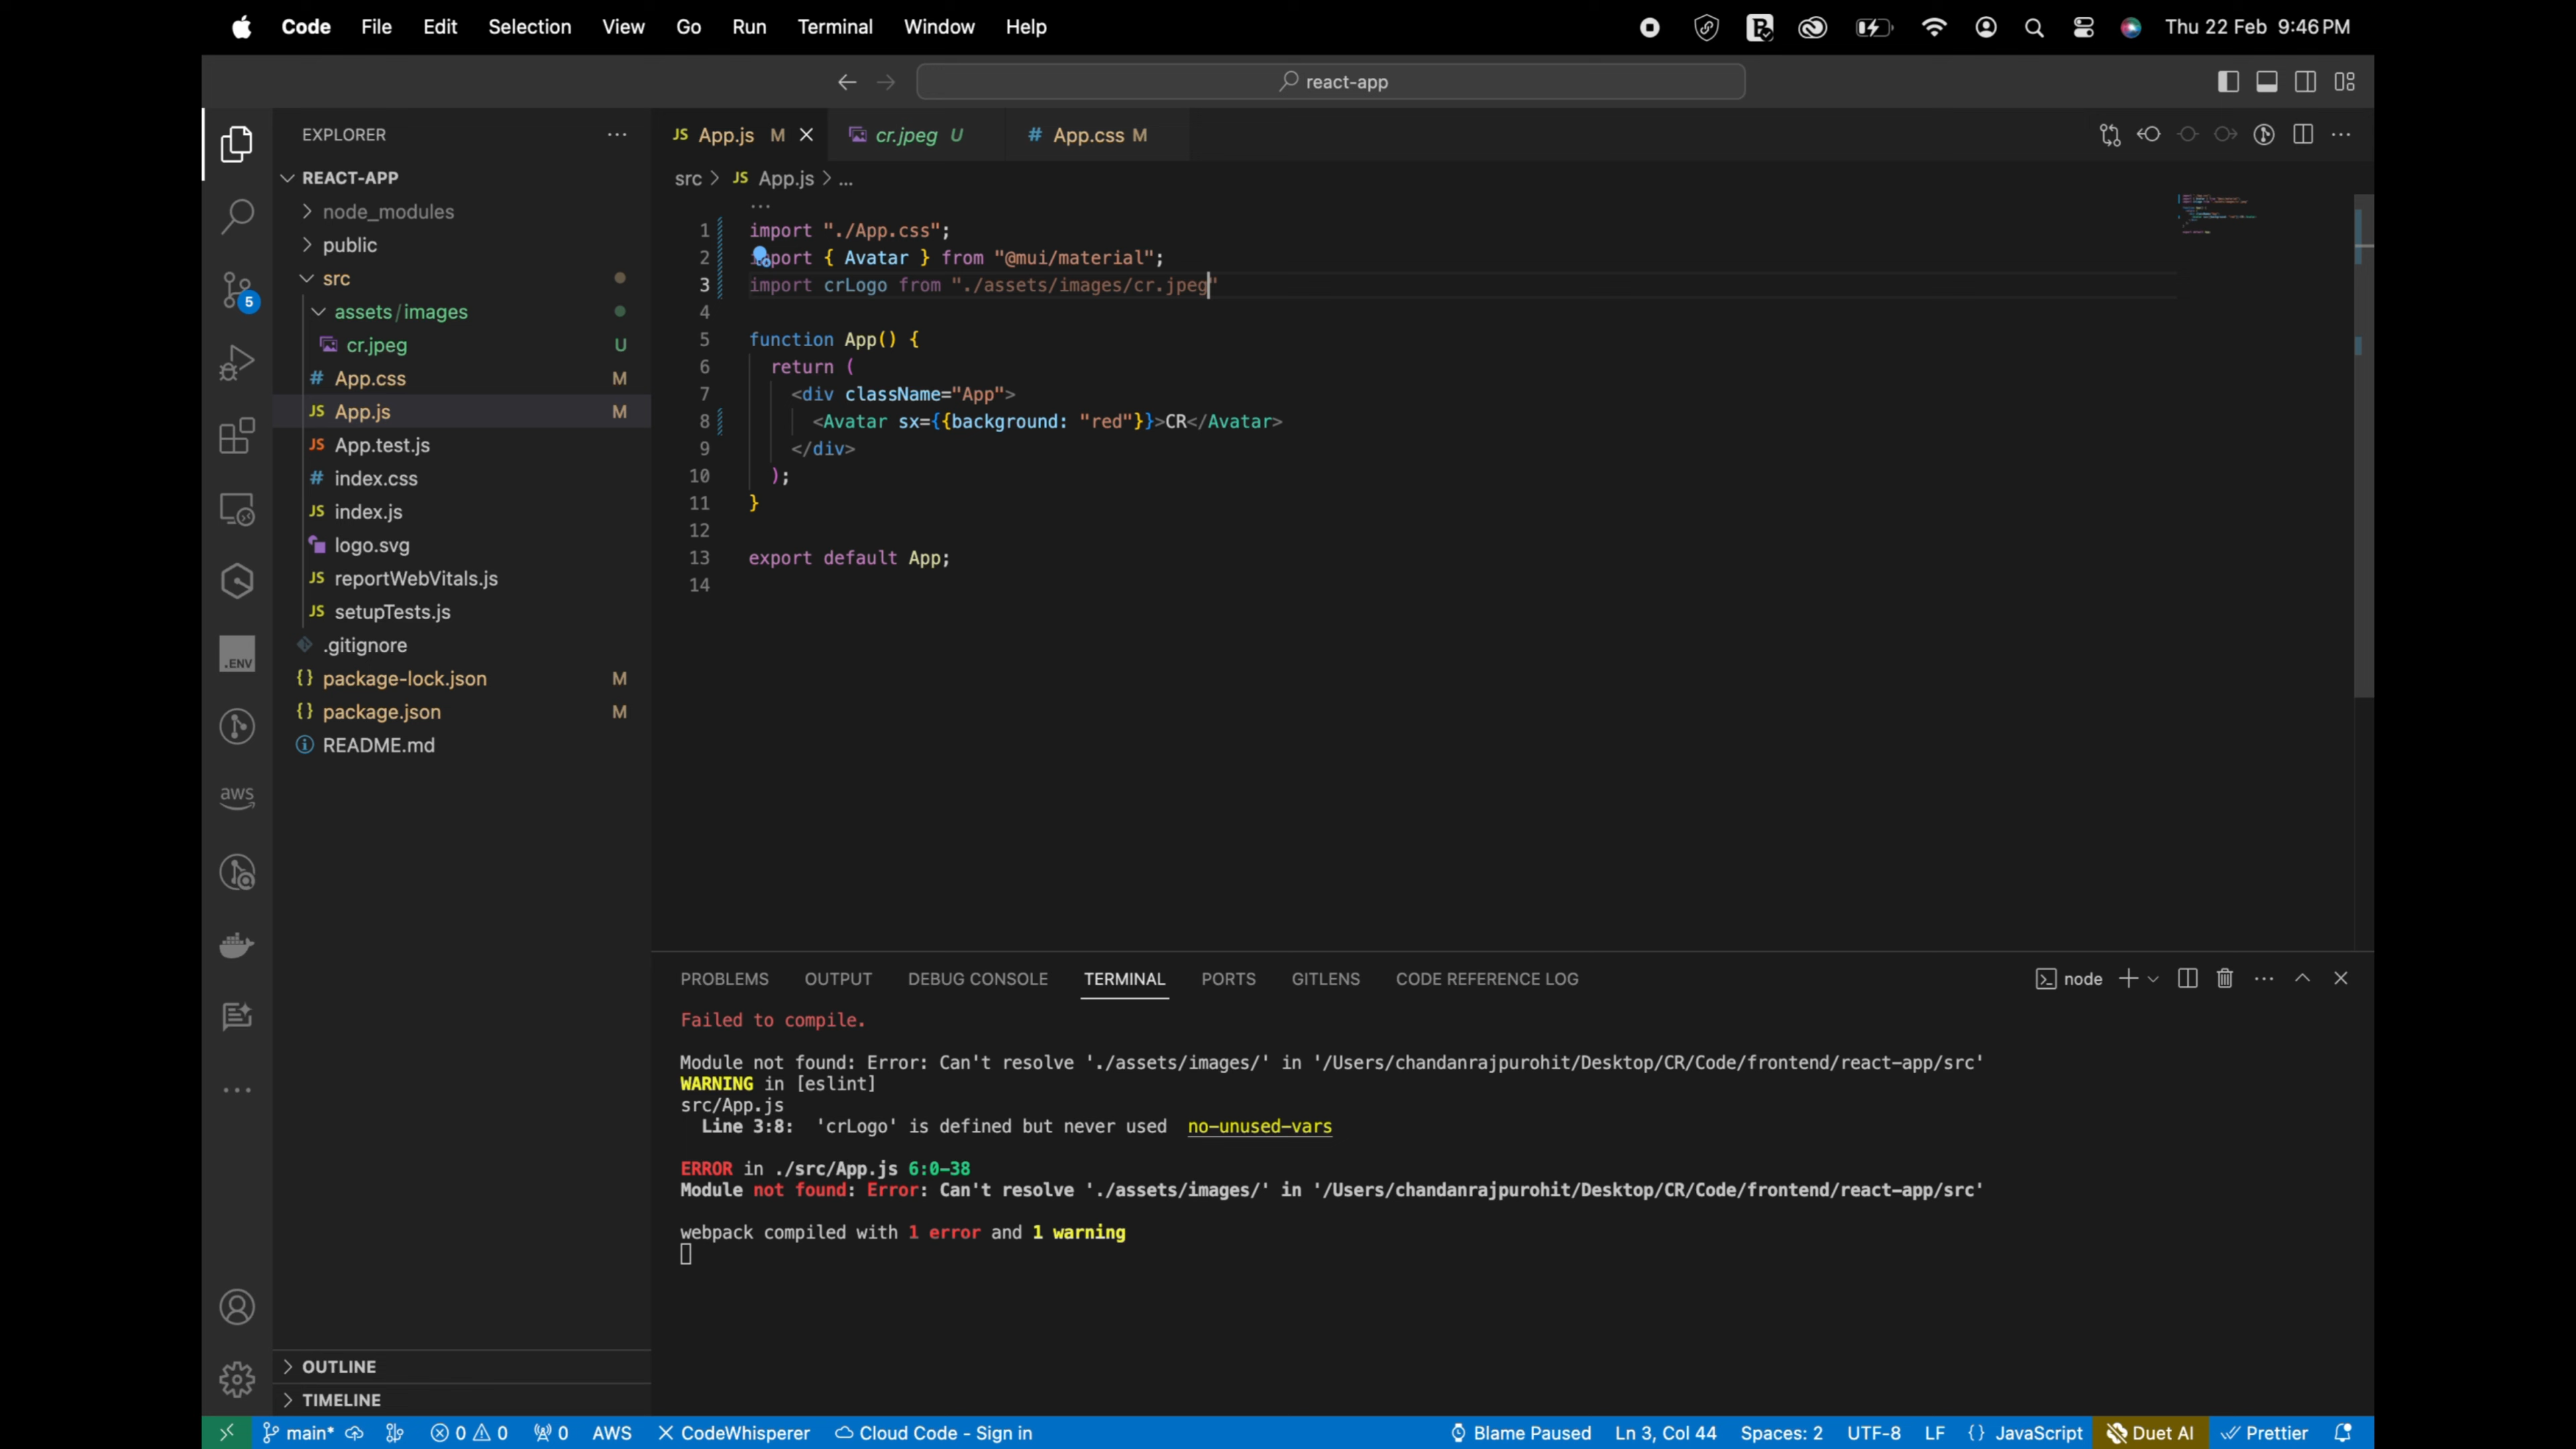 Code File Edit Selection View Go Run Terminal Window Help Thu 22 Feb 9:46 PM
react-app
EXPLORER
JS App.js M
cr.jpeg U
# App.css M
REACT-APP
src > JS App.js > ...
node_modules
public
src
assets/images
cr.jpeg U
# App.css M
JS App.js M
JS App.test.js
# index.css
JS index.js
logo.svg
JS reportWebVitals.js
JS setupTests.js
.gitignore
{} package-lock.json M
{} package.json M
README.md
5
.ENV
aws
OUTLINE
TIMELINE
...
1 import "./App.css";
2 import { Avatar } from "@mui/material";
3 import crLogo from "./assets/images/cr.jpeg"
4
5 function App() {
6 return (
7 <div className="App">
8 <Avatar sx={{background: "red"}}>CR</Avatar>
9 </div>
10 );
11 }
12
13 export default App;
14
PROBLEMS OUTPUT DEBUG CONSOLE TERMINAL PORTS GITLENS CODE REFERENCE LOG node
Failed to compile.
Module not found: Error: Can't resolve './assets/images/' in '/Users/chandanrajpurohit/Desktop/CR/Code/frontend/react-app/src'
WARNING in [eslint]
src/App.js
Line 3:8: 'crLogo' is defined but never used no-unused-vars
ERROR in ./src/App.js 6:0-38
Module not found: Error: Can't resolve './assets/images/' in '/Users/chandanrajpurohit/Desktop/CR/Code/frontend/react-app/src'
webpack compiled with 1 error and 1 warning
main* 0 0 0 AWS CodeWhisperer Cloud Code - Sign in Blame Paused Ln 3, Col 44 Spaces: 2 UTF-8 LF {} JavaScript Duet AI Prettier